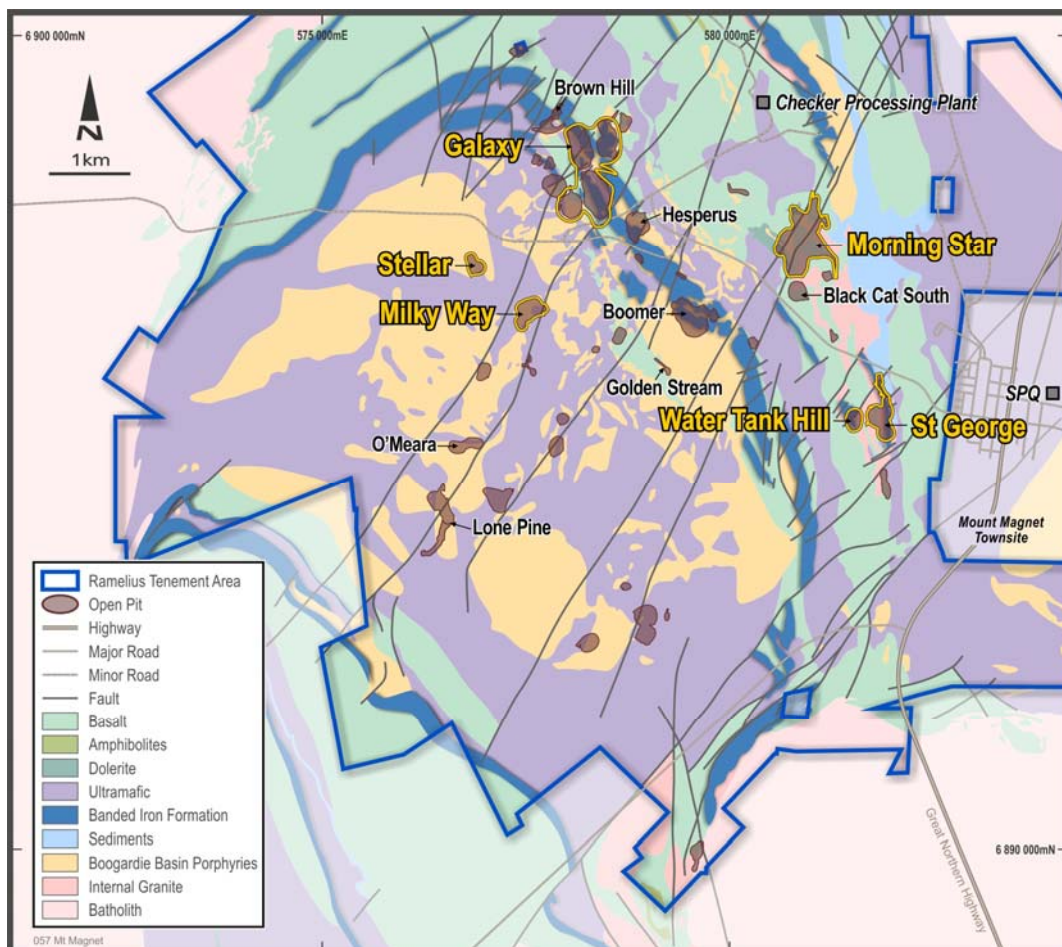 6 900 000mN
575 000mE
580 000mE
N
1km
Brown Hill
Checker Processing Plant
Galaxy
Hesperus
Morning Star
Stellar
Black Cat South
Milky Way
Boomer
Golden Stream
SPQ
Water Tank Hill
St George
O'Meara
Lone Pine
Mount Magnet
Townsite
Ramelius Tenement Area
Open Pit
Highway
Major Road
Minor Road
Fault
Basalt
Amphibolites
Dolerite
Ultramafic
Banded Iron Formation
Sediments
Boogardie Basin Porphyries
Internal Granite
Batholith
Great Northern Highway
6 890 000mN
057 Mt Magnet